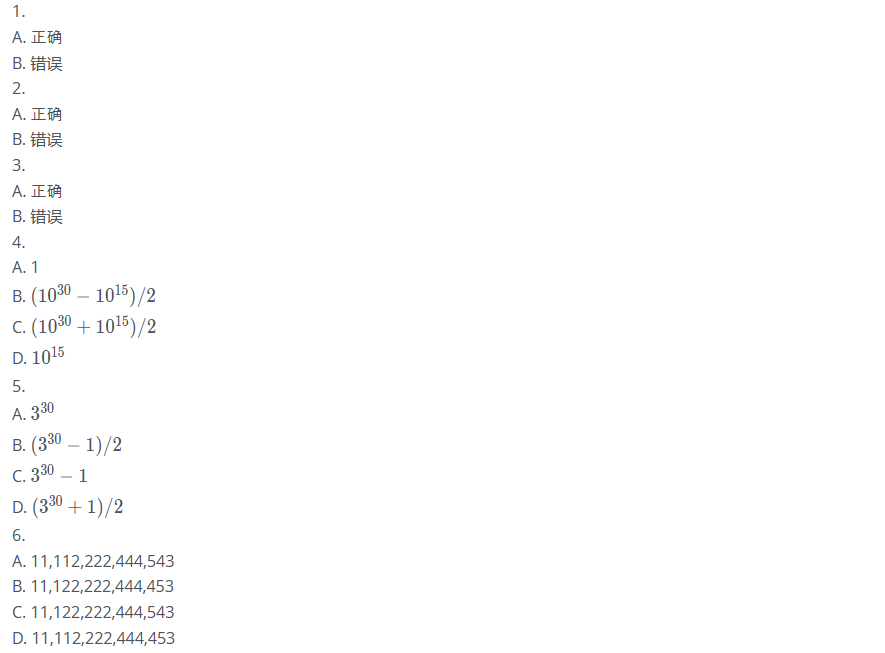 1.
A. 正确
B. 错误
2.
A. 正确
B. 错误
3.
A. 正确
B. 错误
4.
A. 1
B. (10^30 − 10^15)/2
C. (10^30 + 10^15)/2
D. 10^15
5.
A. 3^30
B. (3^30 − 1)/2
C. 3^30 − 1
D. (3^30 + 1)/2
6.
A. 11,112,222,444,543
B. 11,122,222,444,453
C. 11,122,222,444,543
D. 11,112,222,444,453